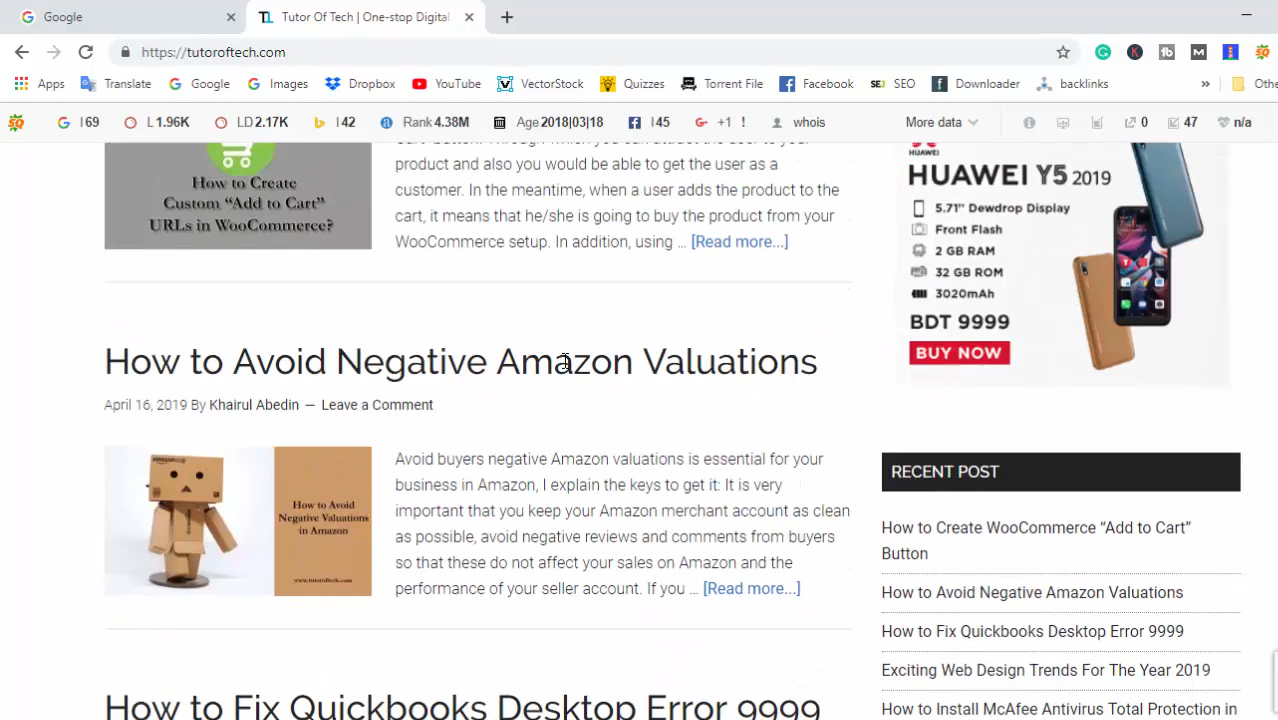 Google
Tutor Of Tech | One-stop Digital
https://tutoroftech.com
Apps Translate Google Images Dropbox YouTube VectorStock Quizzes Torrent File Facebook SEO Downloader backlinks » Othe
I 69 L 1.96K LD 2.17K I 42 Rank 4.38M Age 2018|03|18 I 45 +1 ! whois More data 0 47 n/a
How to Create
Custom “Add to Cart”
URLs in WooCommerce?
product and also you would be able to get the user as a
customer. In the meantime, when a user adds the product to the
cart, it means that he/she is going to buy the product from your
WooCommerce setup. In addition, using ... [Read more...]
HUAWEI
HUAWEI Y5 2019
5.71” Dewdrop Display
Front Flash
2 GB RAM
32 GB ROM
3020mAh
BDT 9999
BUY NOW
How to Avoid Negative Amazon Valuations
April 16, 2019 By Khairul Abedin — Leave a Comment
How to Avoid
Negative Valuations
in Amazon
www.tutoroftech.com
Avoid buyers negative Amazon valuations is essential for your
business in Amazon, I explain the keys to get it: It is very
important that you keep your Amazon merchant account as clean
as possible, avoid negative reviews and comments from buyers
so that these do not affect your sales on Amazon and the
performance of your seller account. If you ... [Read more...]
RECENT POST
How to Create WooCommerce “Add to Cart”
Button
How to Avoid Negative Amazon Valuations
How to Fix Quickbooks Desktop Error 9999
Exciting Web Design Trends For The Year 2019
How to Install McAfee Antivirus Total Protection in
How to Fix Quickbooks Desktop Error 9999